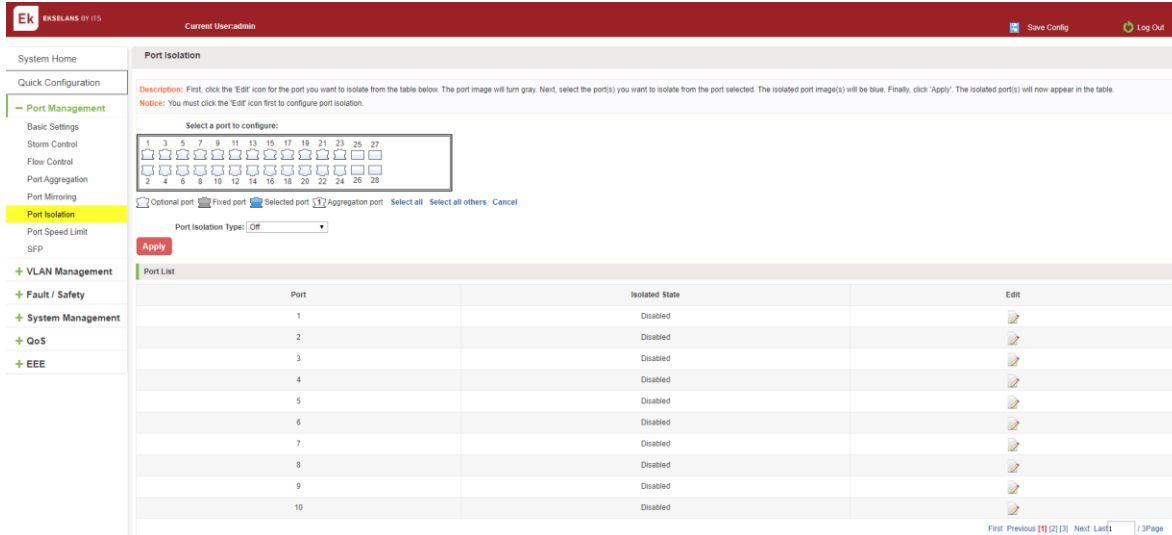 Ek EKSELANS BY ITS
Current User:admin
Save Config
Log Out
System Home
Quick Configuration
Port Management
Basic Settings
Storm Control
Flow Control
Port Aggregation
Port Mirroring
Port Isolation
Port Speed Limit
SFP
VLAN Management
Fault / Safety
System Management
QoS
EEE
Port Isolation
Description: First, click the 'Edit' icon for the port you want to isolate from the table below. The port image will turn gray. Next, select the port(s) you want to isolate from the port selected. The isolated port image(s) will be blue. Finally, click 'Apply'. The isolated port(s) will now appear in the table.
Notice: You must click the 'Edit' icon first to configure port isolation.
Select a port to configure:
1 3 5 7 9 11 13 15 17 19 21 23 25 27
2 4 6 8 10 12 14 16 18 20 22 24 26 28
Optional port Fixed port Selected port 1 Aggregation port Select all Select all others Cancel
Port Isolation Type: Off
Apply
Port List
Port Isolated State Edit
1 Disabled
2 Disabled
3 Disabled
4 Disabled
5 Disabled
6 Disabled
7 Disabled
8 Disabled
9 Disabled
10 Disabled
First Previous [1] [2] [3] Next Last 1 / 3Page